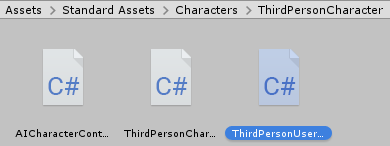 Assets > Standard Assets > Characters > ThirdPersonCharacter
C# C# C#
AICharacterCont... ThirdPersonChar... ThirdPersonUser...